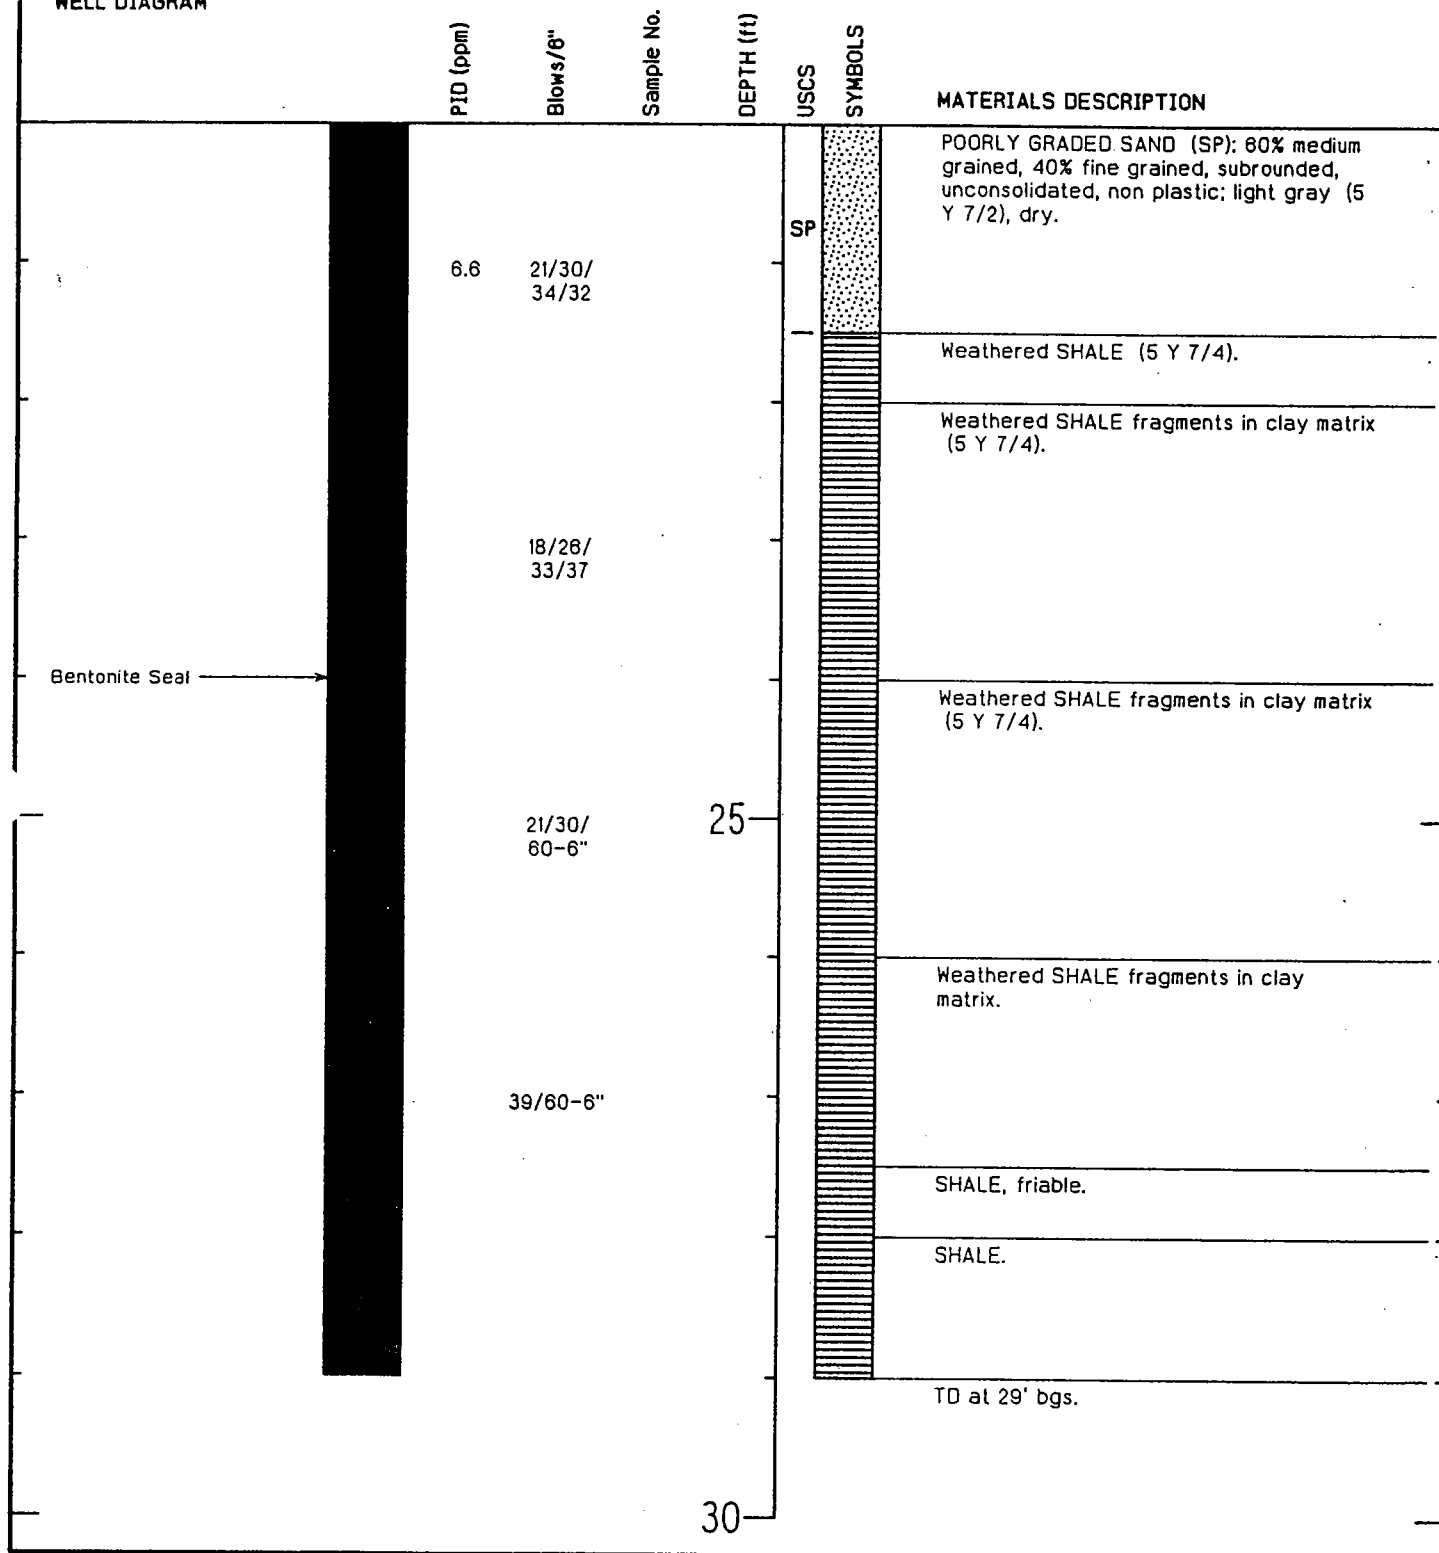 WELL DIAGRAM
PID (ppm)
Blows/6"
Sample No.
DEPTH (ft)
USCS
SYMBOLS
MATERIALS DESCRIPTION
POORLY GRADED SAND (SP): 60% medium
grained, 40% fine grained, subrounded,
unconsolidated, non plastic; light gray (5
Y 7/2), dry.
SP
6.6
21/30/
34/32
Weathered SHALE (5 Y 7/4).
Weathered SHALE fragments in clay matrix
(5 Y 7/4).
18/26/
33/37
Bentonite Seal
Weathered SHALE fragments in clay matrix
(5 Y 7/4).
25
21/30/
60-6"
Weathered SHALE fragments in clay
matrix.
39/60-6"
SHALE, friable.
SHALE.
TD at 29' bgs.
30